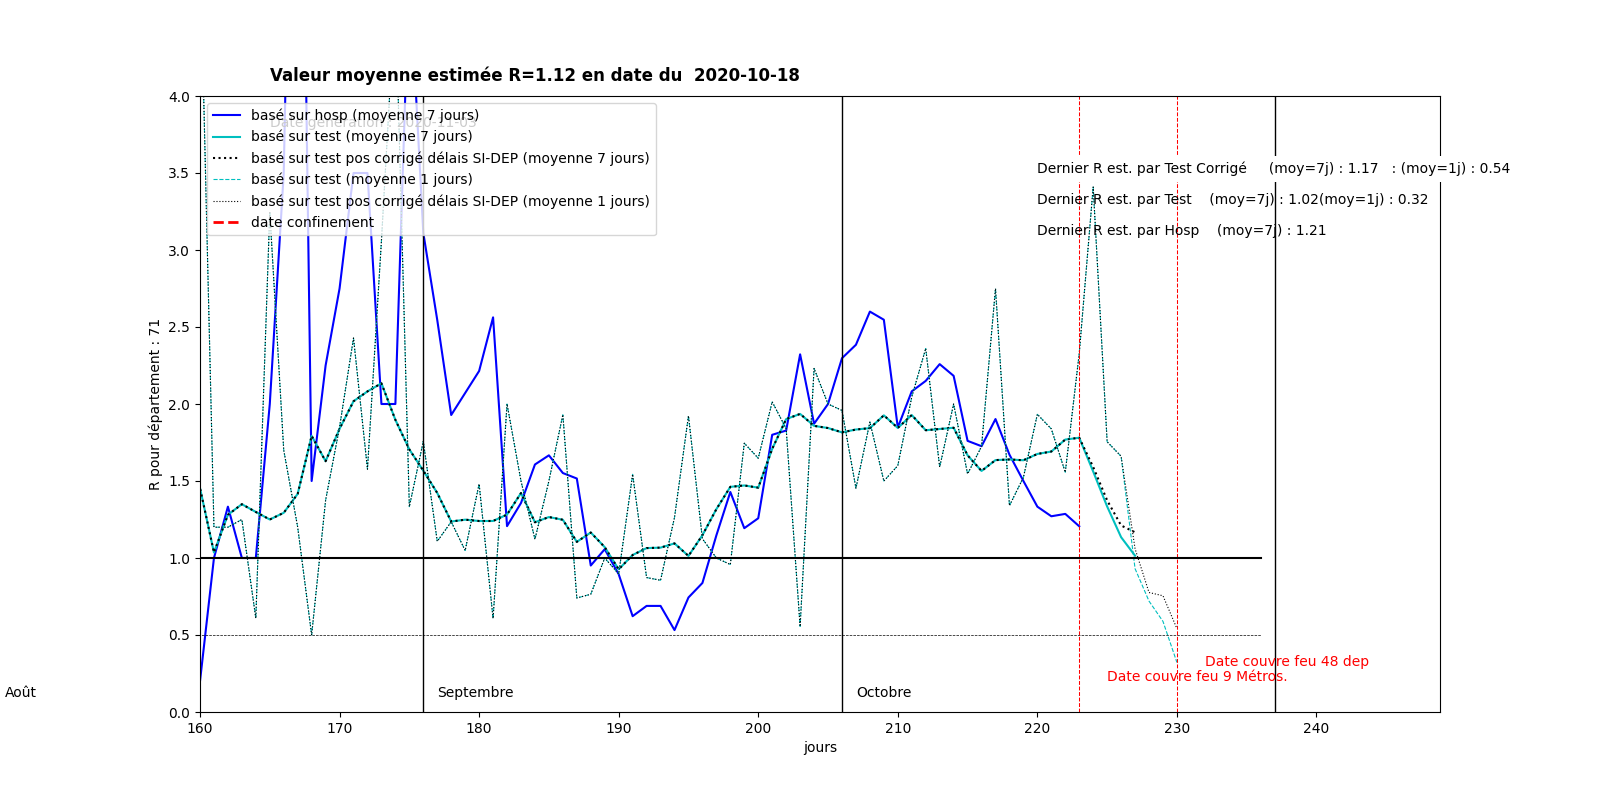 Valeur moyenne estimée R=1.12 en date du  2020-10-18
Date génération : 2020-11-03
basé sur hosp (moyenne 7 jours)
basé sur test (moyenne 7 jours)
basé sur test pos corrigé délais SI-DEP (moyenne 7 jours)
basé sur test (moyenne 1 jours)
basé sur test pos corrigé délais SI-DEP (moyenne 1 jours)
date confinement
Dernier R est. par Test Corrigé     (moy=7j) : 1.17   : (moy=1j) : 0.54
Dernier R est. par Test    (moy=7j) : 1.02(moy=1j) : 0.32
Dernier R est. par Hosp    (moy=7j) : 1.21
4.0
3.5
3.0
2.5
2.0
1.5
1.0
0.5
0.0
R pour département : 71
Date couvre feu 48 dep
Date couvre feu 9 Métros.
Août
Septembre
Octobre
160
170
180
190
200
210
220
230
240
jours